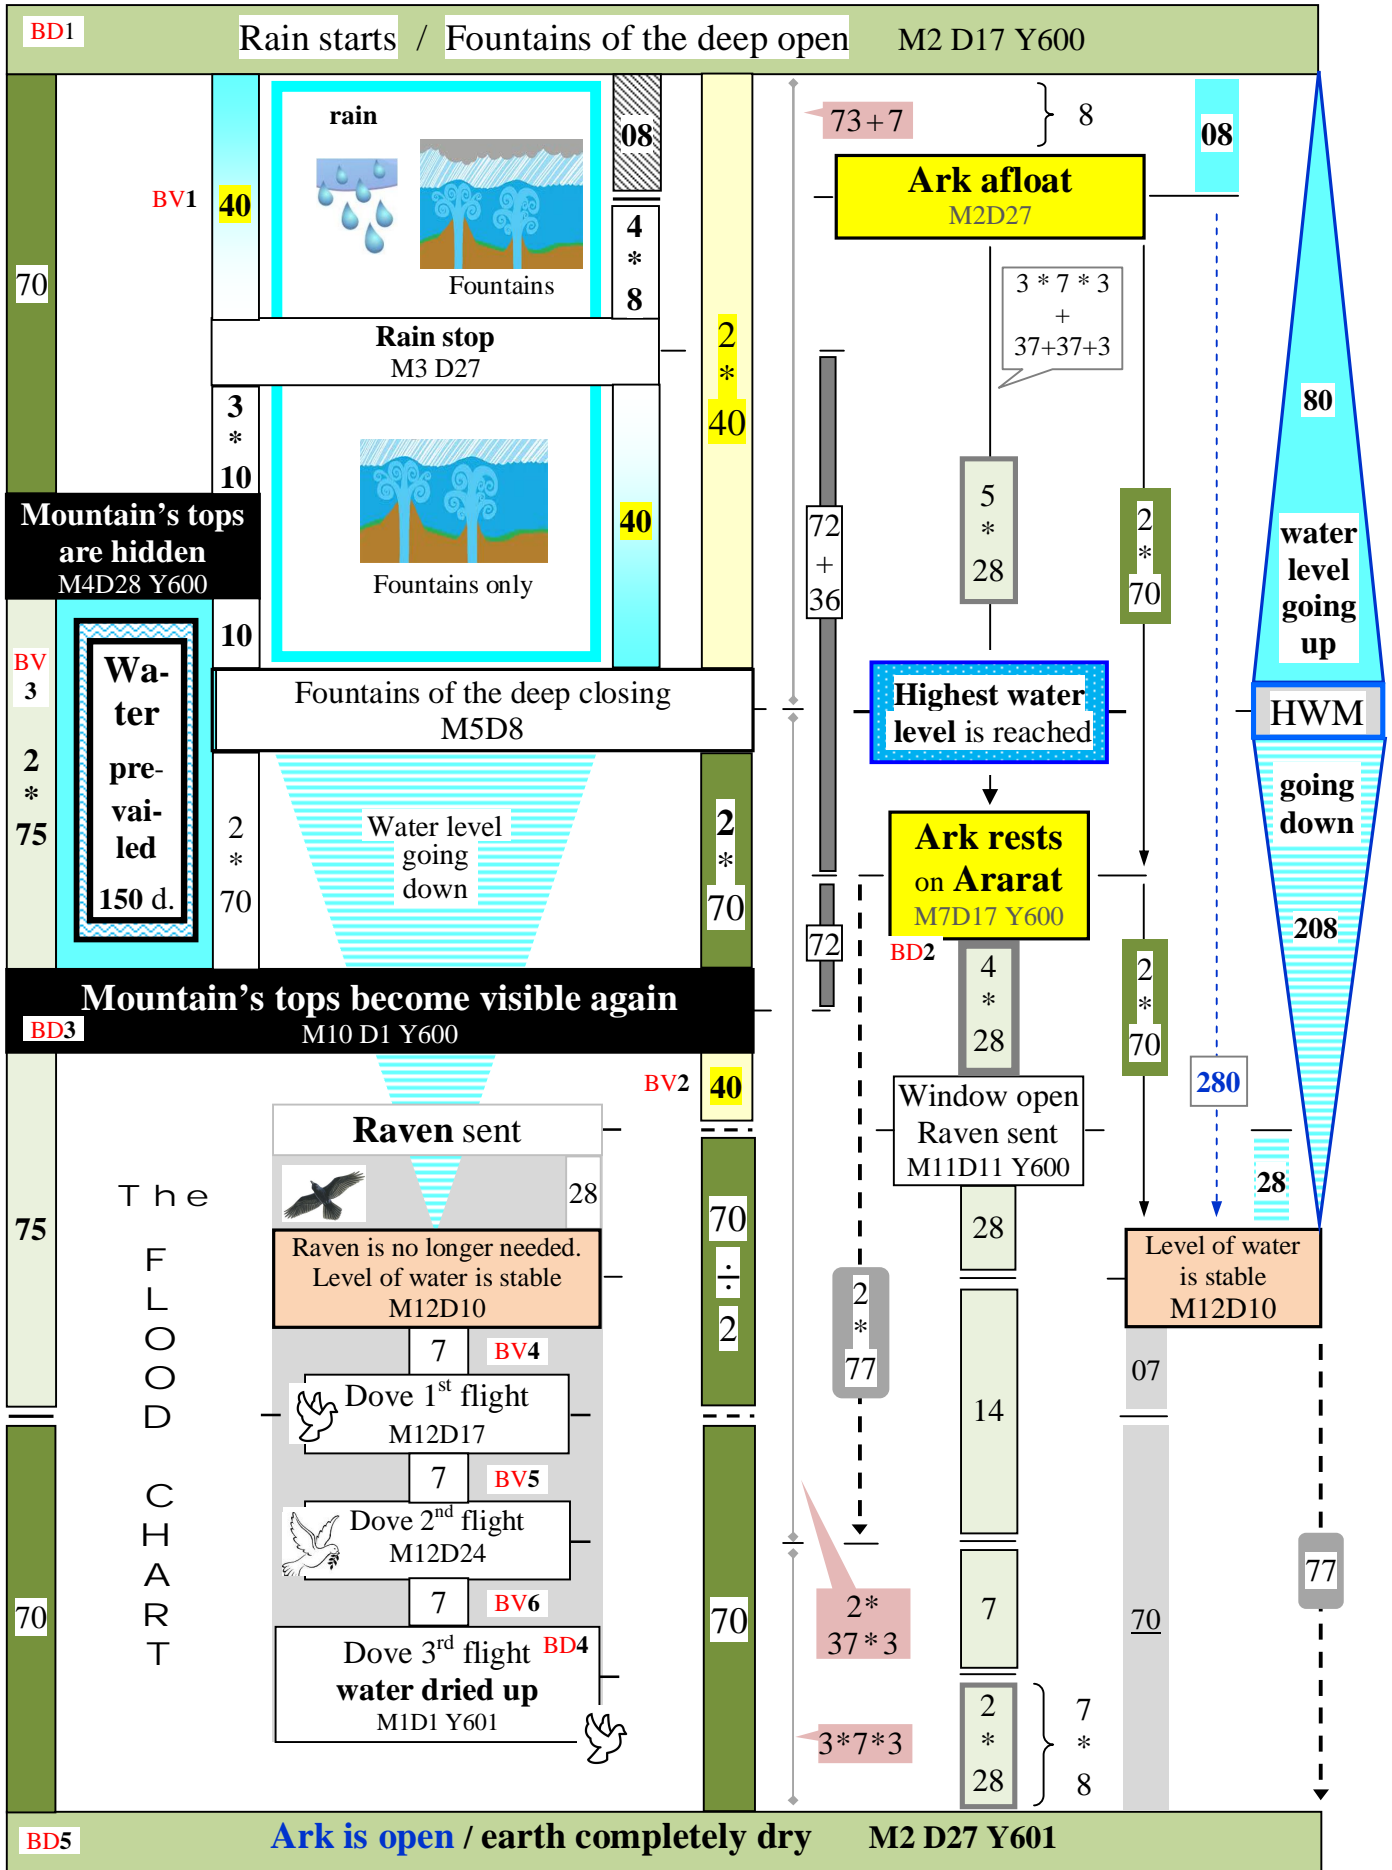 BD1
Rain starts / Fountains of the deep open M2 D17 Y600
70
BV1
40
rain
Fountains
08
4
*
8
Rain stop
M3 D27
3
*
10
Fountains only
40
2
*
40
Mountain's tops
are hidden
M4D28 Y600
BV
3
2
*
75
Wa-
ter
pre-
vai-
led
150 d.
10
Fountains of the deep closing
M5D8
2
*
70
Water level
going
down
2
*
70
Mountain's tops become visible again
BD3
M10 D1 Y600
BV2
40
Raven sent
28
Raven is no longer needed.
Level of water is stable
M12D10
7
BV4
Dove 1st flight
M12D17
7
BV5
Dove 2nd flight
M12D24
7
BV6
Dove 3rd flight
BD4
water dried up
M1D1 Y601
75
70
The
F
L
O
O
D
C
H
A
R
T
70
÷
2
70
73+7
8
08
Ark afloat
M2D27
3 * 7 * 3
+
37+37+3
5
*
28
72
+
36
2
*
70
80
water
level
going
up
Highest water
level is reached
HWM
going
down
208
Ark rests
on Ararat
M7D17 Y600
BD2
72
4
*
28
2
*
70
280
Window open
Raven sent
M11D11 Y600
28
28
Level of water
is stable
M12D10
2
*
77
14
07
7
70
77
2*
37*3
3*7*3
2
*
28
7
*
8
BD5
Ark is open / earth completely dry M2 D27 Y601